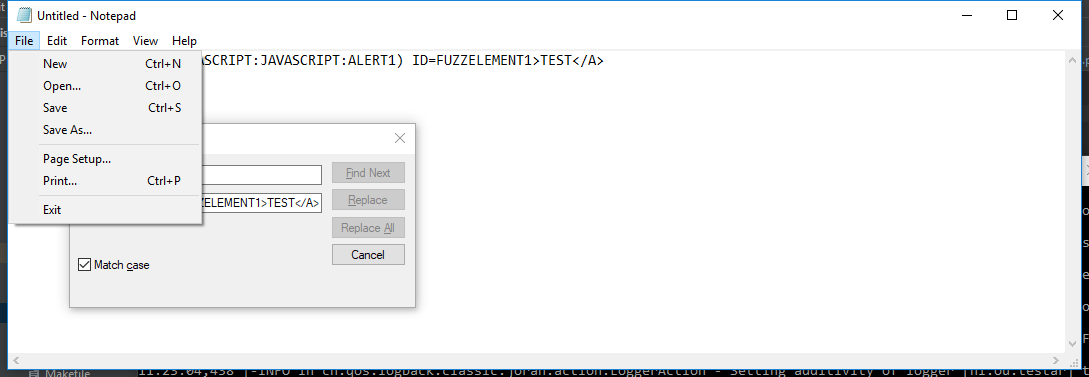 Untitled - Notepad
File Edit Format View Help
SCRIPT:JAVASCRIPT:ALERT1) ID=FUZZELEMENT1>TEST</A>
New Ctrl+N
Open... Ctrl+O
Save Ctrl+S
Save As...
Page Setup...
Print... Ctrl+P
Exit
Find Next
ELEMENT1>TEST</A> Replace
Replace All
Cancel
Match case
Makefile
11:23:04,438 |-INFO in ch.qos.logback.classic.joran.action.LoggerAction - Setting additivity of logger [nl.ou.testar]